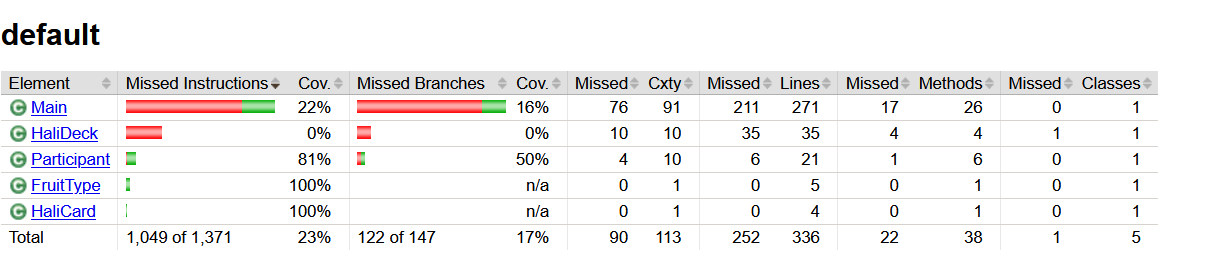 default
Element Missed Instructions Cov. Missed Branches Cov. Missed Cxty Missed Lines Missed Methods Missed Classes
C Main 22% 16% 76 91 211 271 17 26 0 1
C HaliDeck 0% 0% 10 10 35 35 4 4 1 1
C Participant 81% 50% 4 10 6 21 1 6 0 1
C FruitType 100% n/a 0 1 0 5 0 1 0 1
C HaliCard 100% n/a 0 1 0 4 0 1 0 1
Total 1,049 of 1,371 23% 122 of 147 17% 90 113 252 336 22 38 1 5